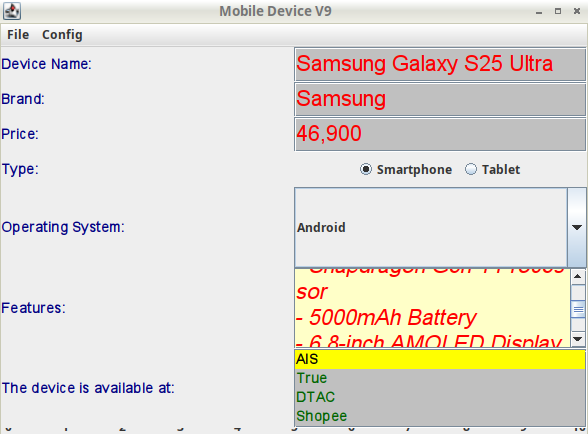 Mobile Device V9
File Config
Device Name: Samsung Galaxy S25 Ultra
Brand: Samsung
Price: 46,900
Type: Smartphone Tablet
Operating System: Android
sor
Features: - 5000mAh Battery
- 6.8-inch AMOLED Display
The device is available at: AIS
True
DTAC
Shopee